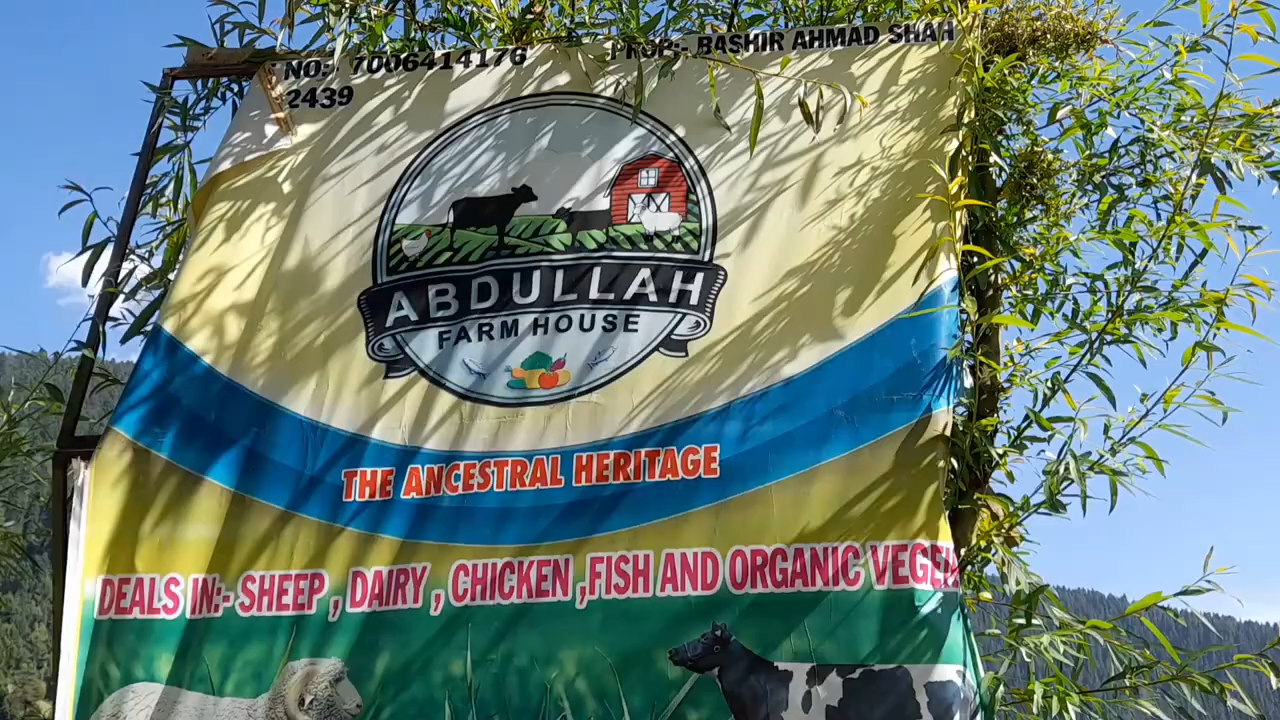 NO:- 7006414176
2439
PROP:- BASHIR AHMAD SHAH
ABDULLAH
FARM HOUSE
THE ANCESTRAL HERITAGE
DEALS IN:- SHEEP , DAIRY , CHICKEN ,FISH AND ORGANIC